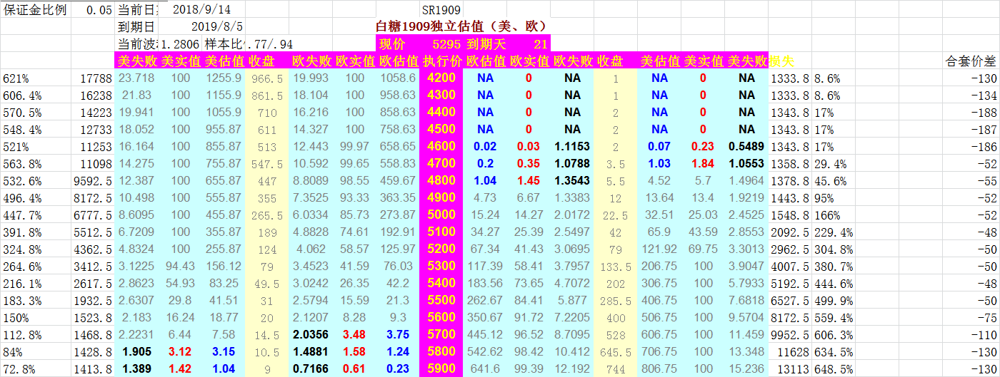 保证金比例 0.05 当前日 2018/9/14 SR1909
到期日 2019/8/5 白糖1909独立估值（美、欧）
当前波 1.2806 样本比 .77/.94 现价 5295 到期天 21
美失败 美实值 美估值 收盘 欧失败 欧实值 欧估值 执行价 欧估值 欧实值 欧失败 收盘 美估值 美实值 美失败 损失 合套价差
621% 17788 23.718 100 1255.9 966.5 19.993 100 1058.6 4200 NA 0 NA 1 NA 0 NA 1333.8 8.6% -130
606.4% 16238 21.83 100 1155.9 861.5 18.104 100 958.63 4300 NA 0 NA 1 NA 0 NA 1333.8 8.6% -134
570.5% 14223 19.941 100 1055.9 710 16.216 100 858.63 4400 NA 0 NA 2 NA 0 NA 1343.8 17% -188
548.4% 12733 18.052 100 955.87 611 14.327 100 758.63 4500 NA 0 NA 2 NA 0 NA 1343.8 17% -187
521% 11253 16.164 100 855.87 513 12.443 99.97 658.65 4600 0.02 0.03 1.1153 2 0.07 0.23 0.5489 1343.8 17% -186
563.8% 11098 14.275 100 755.87 547.5 10.592 99.65 558.83 4700 0.2 0.35 1.0788 3.5 1.03 1.84 1.0553 1358.8 29.4% -52
532.6% 9592.5 12.387 100 655.87 447 8.8089 98.55 459.67 4800 1.04 1.45 1.3543 5.5 4.52 5.7 1.4964 1378.8 45.6% -55
496.4% 8172.5 10.498 100 555.87 355 7.3525 93.33 363.35 4900 4.73 6.67 1.3383 12 13.64 13.4 1.9219 1443.8 95% -52
447.7% 6777.5 8.6095 100 455.87 265.5 6.0334 85.73 273.87 5000 15.24 14.27 2.0172 22.5 32.51 25.03 2.4525 1548.8 166% -52
391.8% 5512.5 6.7209 100 355.87 189 4.8828 74.61 192.91 5100 34.27 25.39 2.5497 42 65.9 43.59 2.8553 2092.5 229.4% -48
324.8% 4362.5 4.8324 100 255.87 124 4.062 58.57 125.97 5200 67.34 41.43 3.0695 79 121.92 69.75 3.3013 2962.5 304.8% -50
264.6% 3412.5 3.1225 94.43 156.12 79 3.4523 41.59 76.03 5300 117.39 58.41 3.7957 133.5 206.75 100 3.9047 4007.5 380.7% -50
216.1% 2617.5 2.8623 54.93 83.25 49.5 3.0242 26.35 42.2 5400 183.56 73.65 4.7072 202 306.75 100 5.7933 5192.5 444.6% -48
183.3% 1932.5 2.6307 29.8 41.51 31 2.5794 15.59 21.3 5500 262.67 84.41 5.877 285.5 406.75 100 7.6818 6527.5 499.9% -50
150% 1523.8 2.183 16.24 18.77 20 2.1207 8.28 9.3 5600 350.67 91.72 7.2205 400 506.75 100 9.5704 8172.5 559.4% -75
112.8% 1468.8 2.2231 6.44 7.58 14.5 2.0356 3.48 3.75 5700 445.12 96.52 8.7095 528 606.75 100 11.459 9952.5 606.3% -110
84% 1428.8 1.905 3.12 3.15 10.5 1.4881 1.58 1.24 5800 542.62 98.42 10.412 645.5 706.75 100 13.348 11628 634.5% -130
72.8% 1413.8 1.389 1.42 1.04 9 0.7166 0.61 0.23 5900 641.6 99.39 12.192 744 806.75 100 15.236 13113 648.5% -130